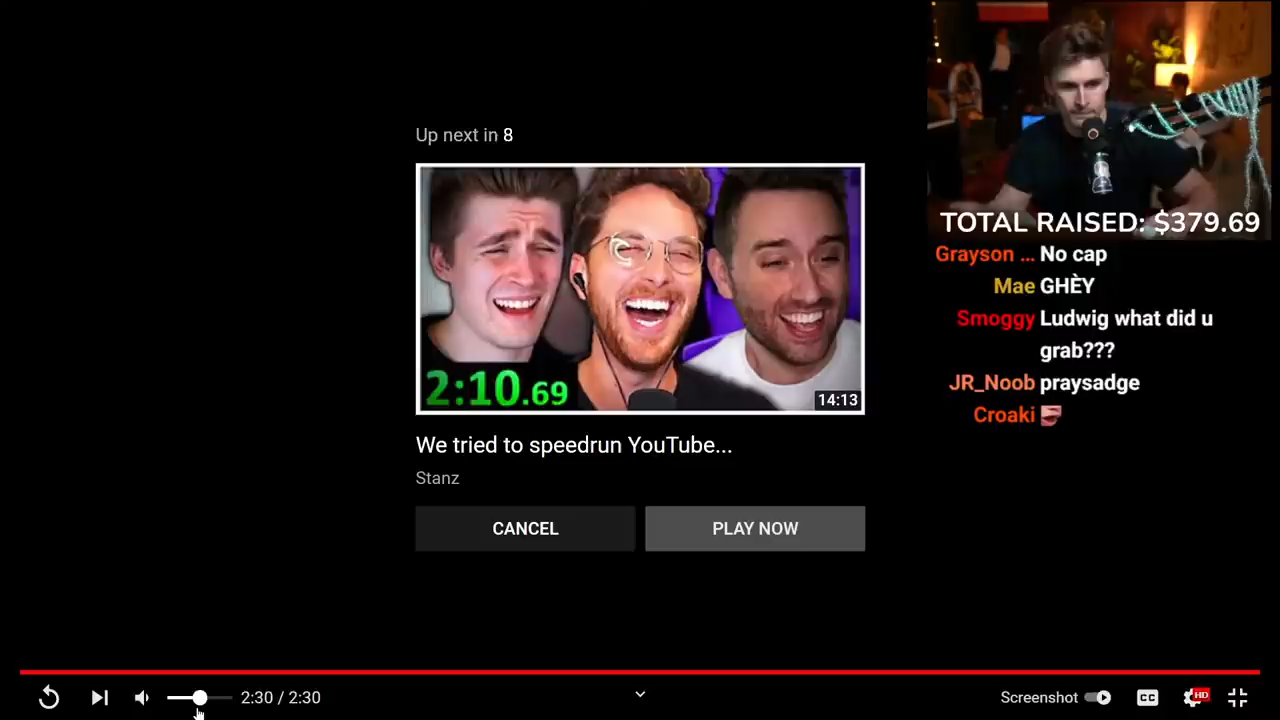 Up next in 8
2:10.69
14:13
We tried to speedrun YouTube...
Stanz
CANCEL
PLAY NOW
TOTAL RAISED: $379.69
Grayson ... No cap
Mae GHÈY
Smoggy Ludwig what did u
grab???
JR_Noob praysadge
Croaki
2:30 / 2:30
Screenshot
CC
HD